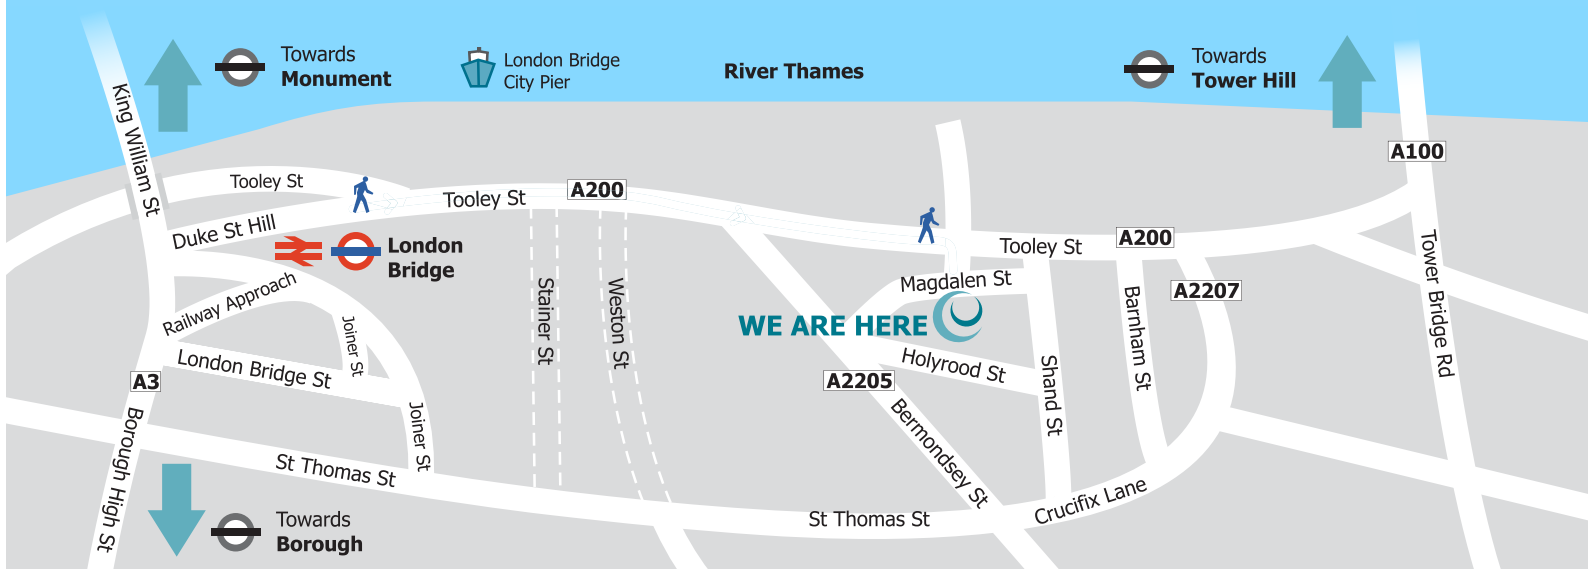 Towards
Monument
London Bridge
City Pier
River Thames
Towards
Tower Hill
King William St
A100
Tooley St
Tooley St
A200
Duke St Hill
London
Bridge
Tooley St
A200
Tower Bridge Rd
Railway Approach
Magdalen St
A2207
Stainer St
Weston St
Barnham St
Joiner St
WE ARE HERE
London Bridge St
Holyrood St
A3
A2205
Shand St
Borough High St
Joiner St
Bermondsey St
St Thomas St
Crucifix Lane
St Thomas St
Towards
Borough